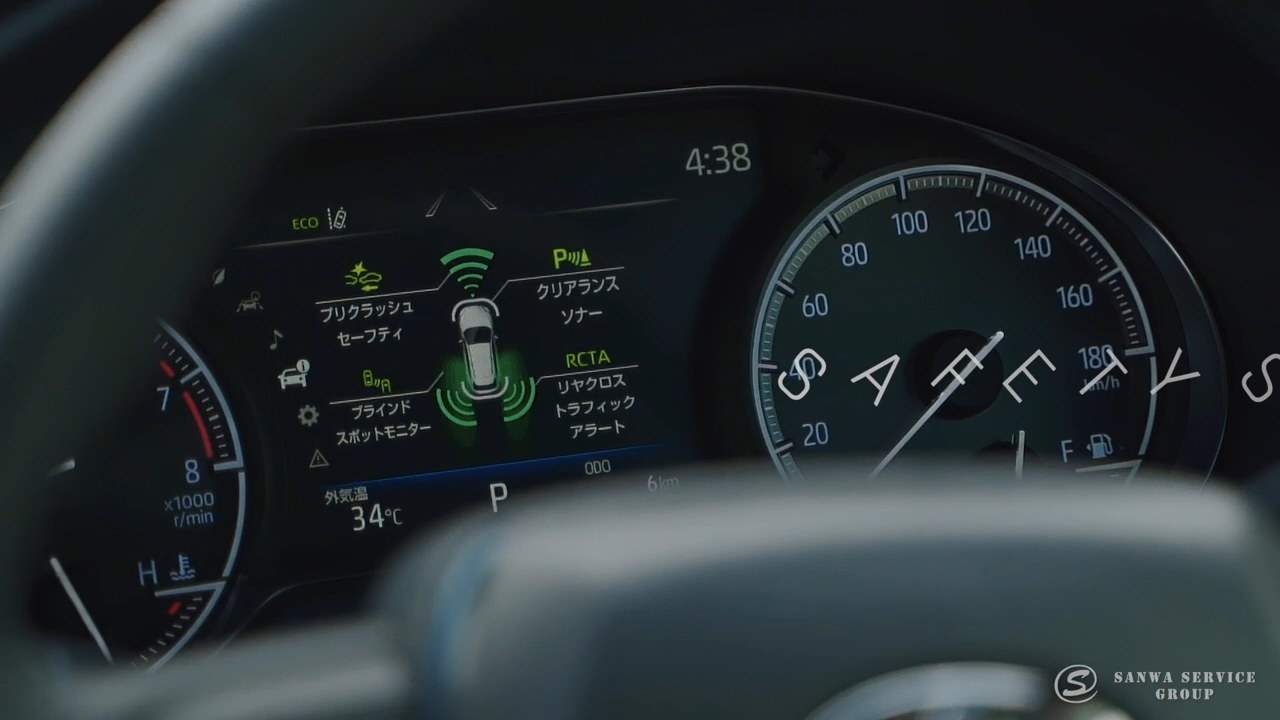 4:38
ECO
プリクラッシュ
セーフティ
P
クリアランス
ソナー
ブラインド
スポットモニター
RCTA
リヤクロス
トラフィック
アラート
外気温
34℃
P
ODO
6km
7
8
x1000
r/min
H
20
40
60
80
100
120
140
160
180
km/h
F
SAFETY S
SANWA SERVICE
GROUP